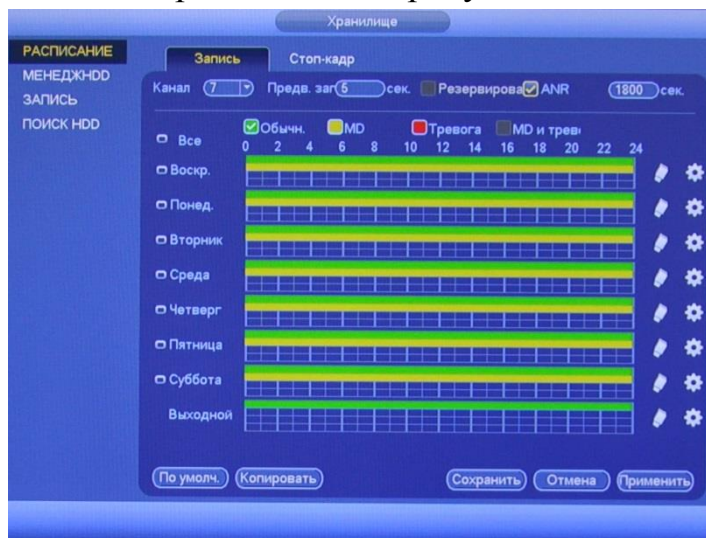 Хранилище
РАСПИСАНИЕ
МЕНЕДЖHDD
ЗАПИСЬ
ПОИСК HDD
Запись Стоп-кадр
Канал 7 Предв. заг 5 сек. Резервирова ANR 1800 сек.
Все Обычн. MD Тревога MD и трев
0 2 4 6 8 10 12 14 16 18 20 22 24
Воскр.
Понед.
Вторник
Среда
Четверг
Пятница
Суббота
Выходной
По умолч. Копировать Сохранить Отмена Применить